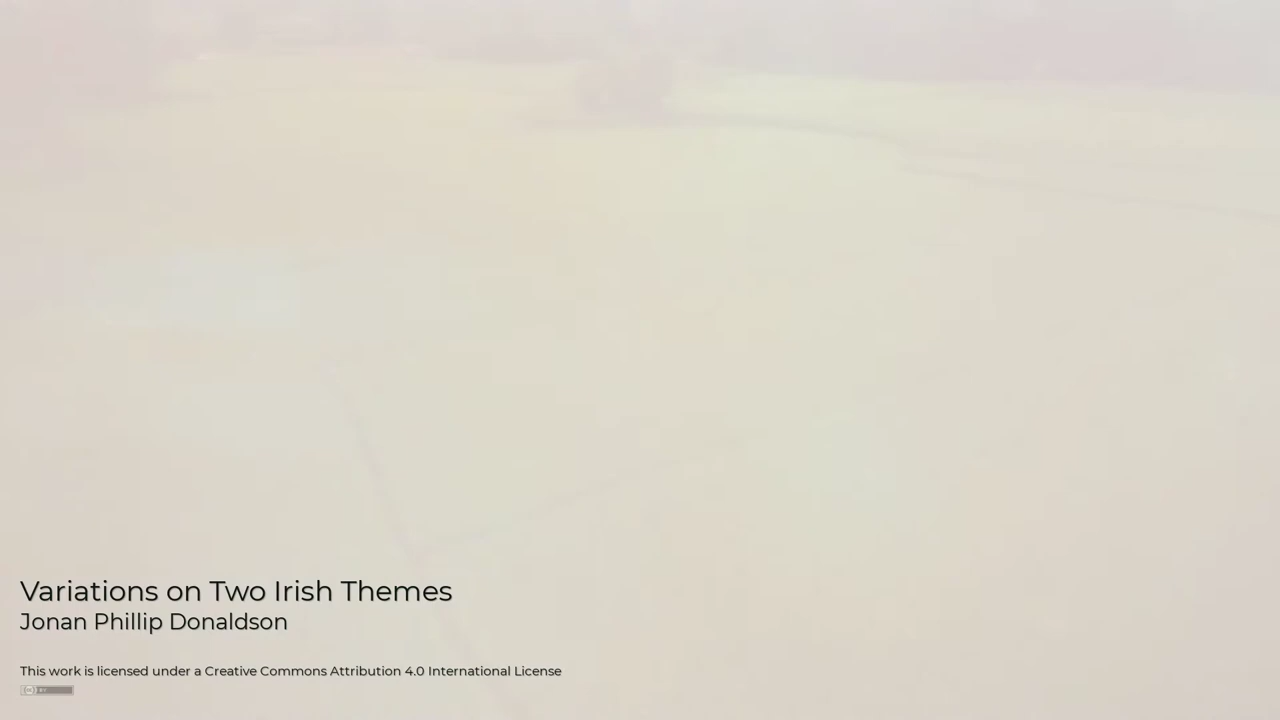 Variations on Two Irish Themes
Jonan Phillip Donaldson
This work is licensed under a Creative Commons Attribution 4.0 International License